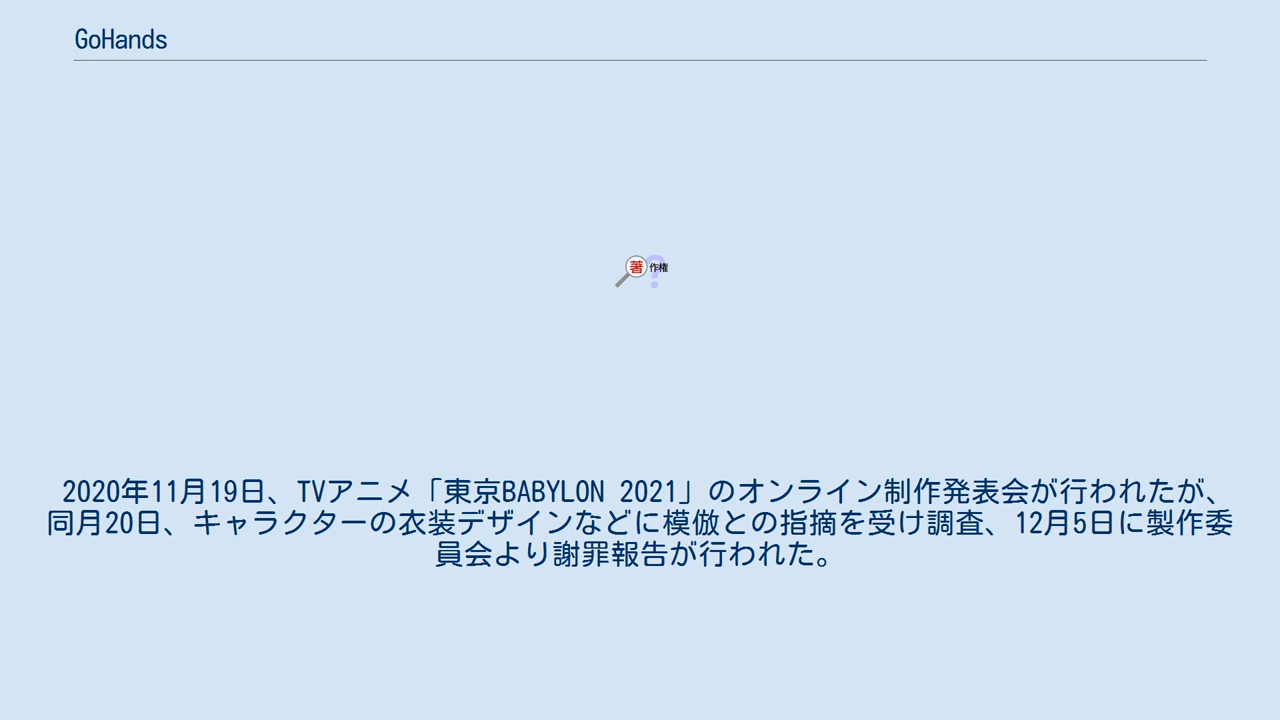 GoHands
著作権?
2020年11月19日、TVアニメ「東京BABYLON 2021」のオンライン制作発表会が行われたが、
同月20日、キャラクターの衣装デザインなどに模倣との指摘を受け調査、12月5日に製作委
員会より謝罪報告が行われた。